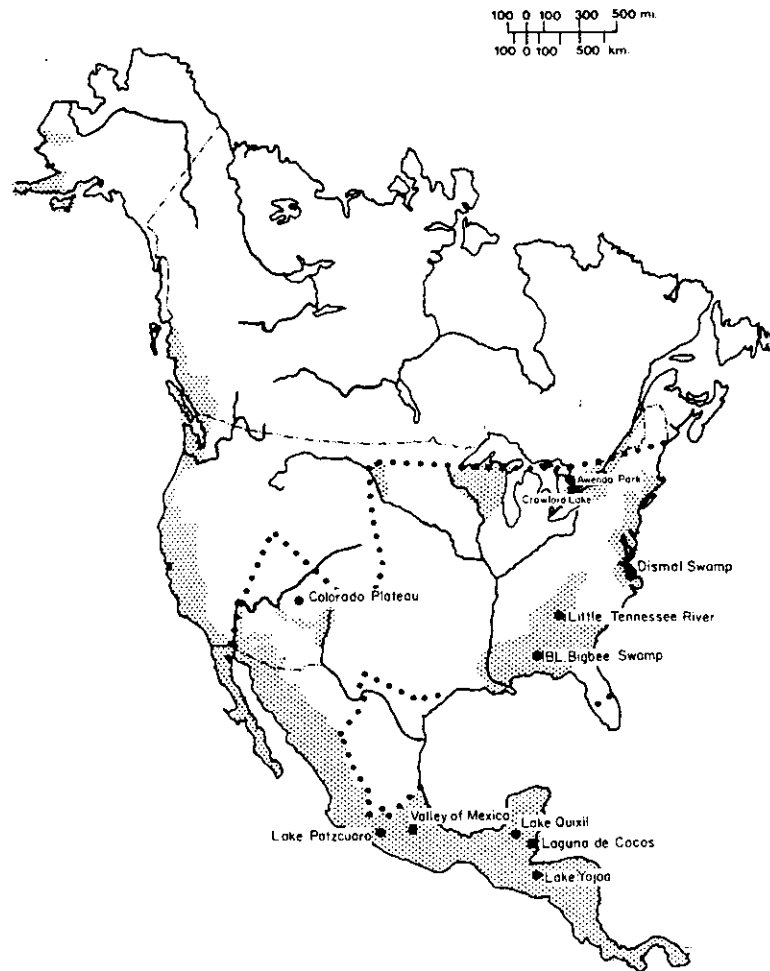 100 0 100 300 500 mi.
100 0 100 500 km.
Awenda Park
Crawford Lake
Dismal Swamp
Colorado Plateau
Little Tennessee River
BL Bigbee Swamp
Valley of Mexico
Lake Quixil
Lake Patzcuaro
Laguna de Cocos
Lake Yojoa